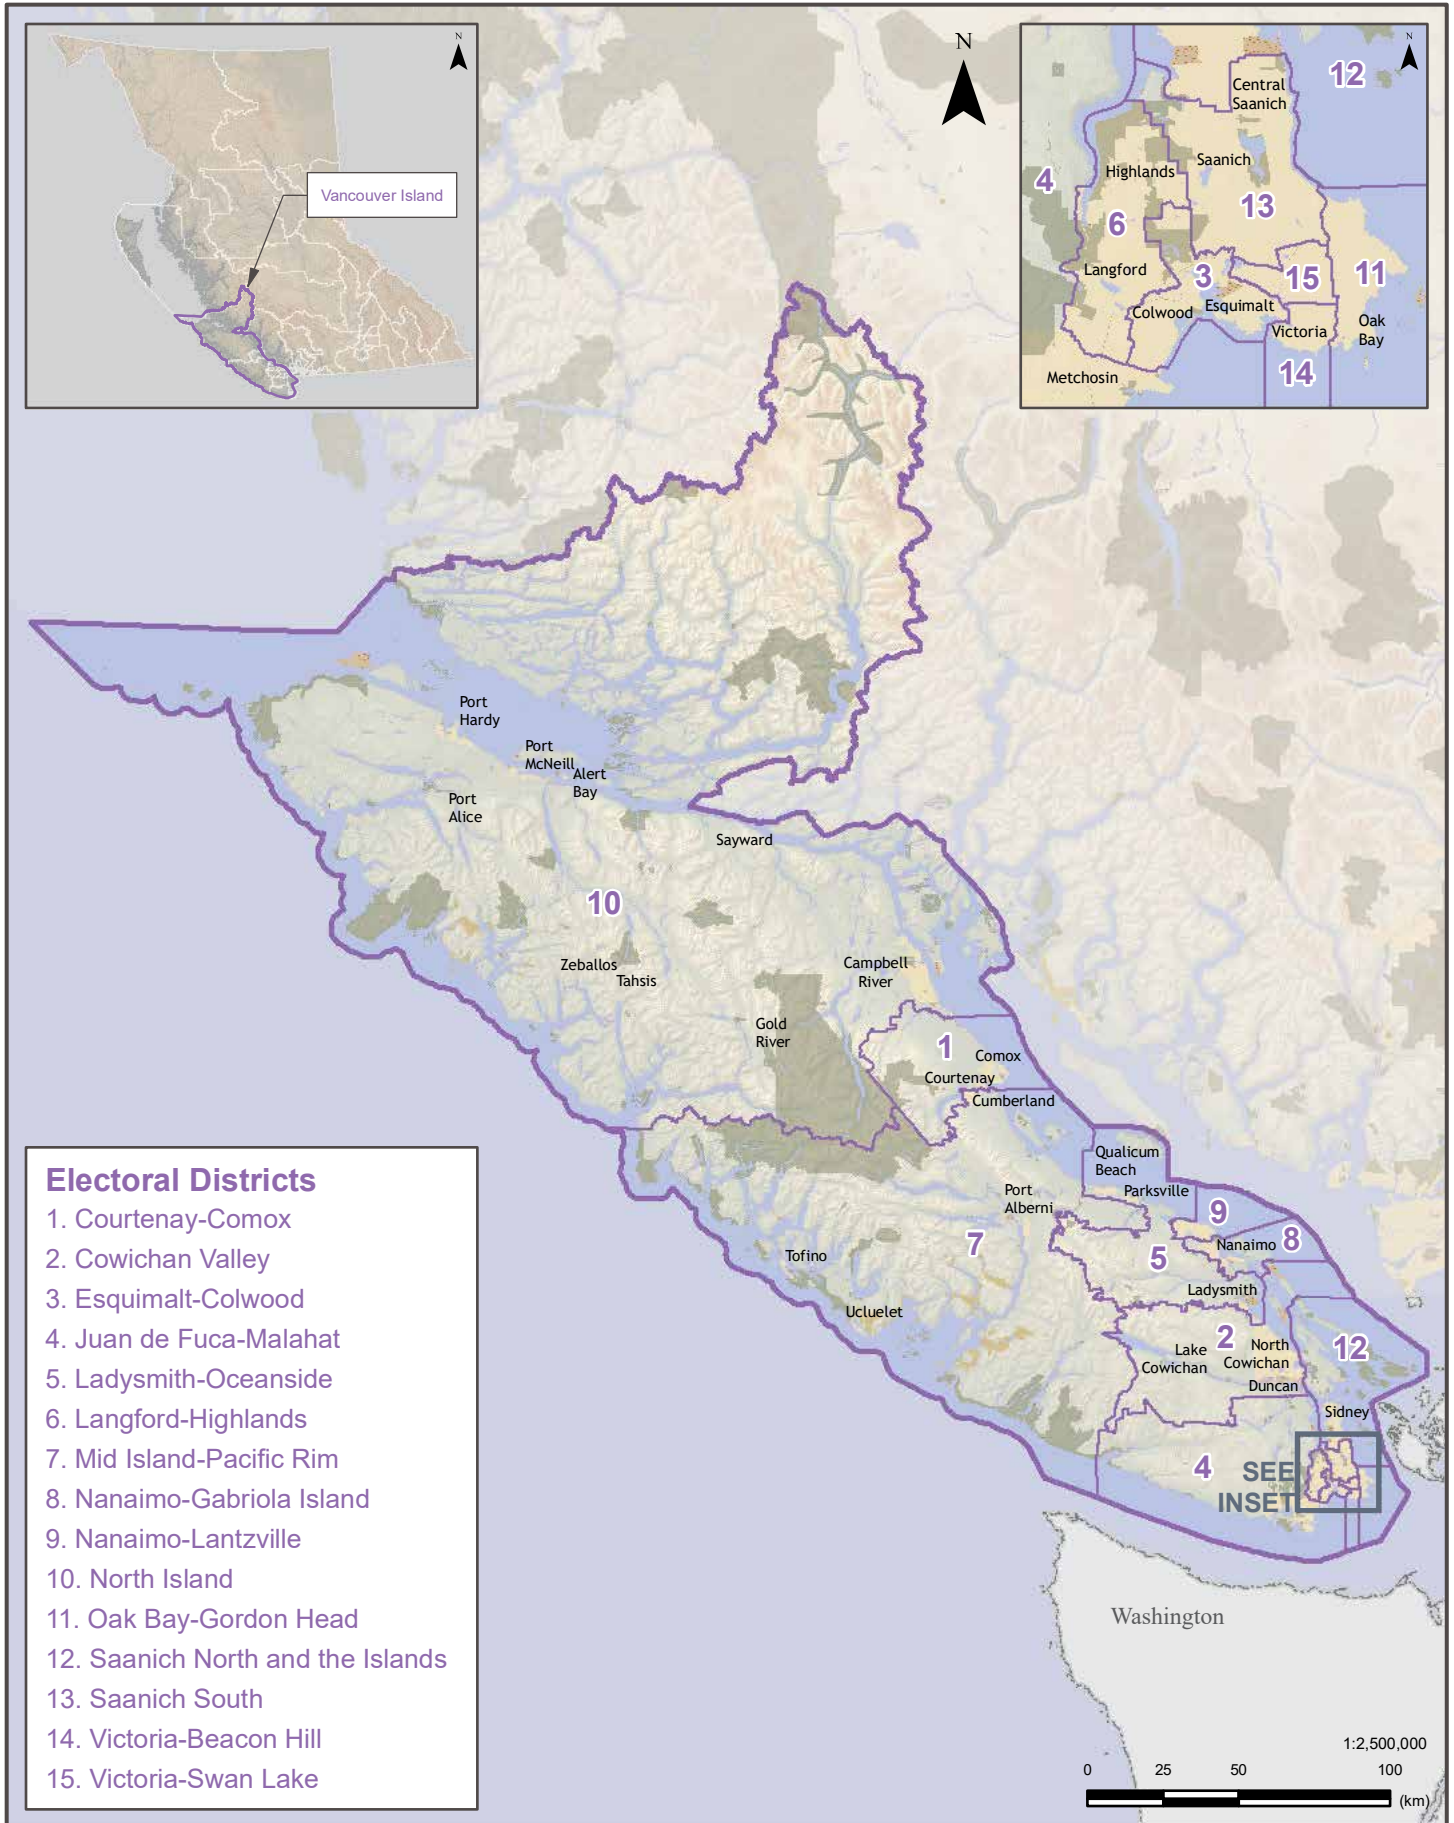 N
Vancouver Island
N
N
12
Central
Saanich
Saanich
Highlands
4
13
6
Langford
3
15
11
Colwood
Esquimalt
Victoria
Oak
Bay
Metchosin
14
Port
Hardy
Port
McNeill
Alert
Bay
Port
Alice
Sayward
10
Zeballos
Tahsis
Campbell
River
Gold
River
1
Comox
Courtenay
Cumberland
Qualicum
Beach
Parksville
Port
Alberni
9
7
5
Nanaimo
8
Tofino
Ladysmith
Ucluelet
2
Lake
Cowichan
North
Cowichan
12
Duncan
Sidney
4
SEE
INSET
Washington
Electoral Districts
1. Courtenay-Comox
2. Cowichan Valley
3. Esquimalt-Colwood
4. Juan de Fuca-Malahat
5. Ladysmith-Oceanside
6. Langford-Highlands
7. Mid Island-Pacific Rim
8. Nanaimo-Gabriola Island
9. Nanaimo-Lantzville
10. North Island
11. Oak Bay-Gordon Head
12. Saanich North and the Islands
13. Saanich South
14. Victoria-Beacon Hill
15. Victoria-Swan Lake
1:2,500,000
0 25 50 100
(km)